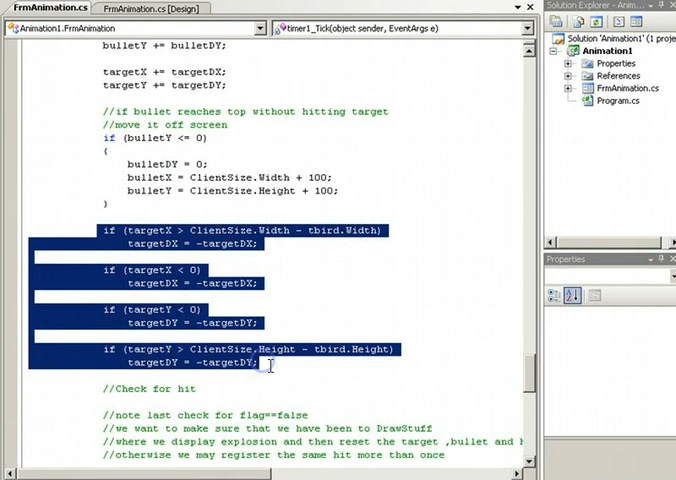 FrmAnimation.cs
FrmAnimation.cs [Design]
Animation1.FrmAnimation
timer1_Tick(object sender, EventArgs e)
bulletY += bulletDY;
targetX += targetDX;
targetY += targetDY;
//if bullet reaches top without hitting target
//move it off screen
if (bulletY <= 0)
{
bulletDY = 0;
bulletX = ClientSize.Width + 100;
bulletY = ClientSize.Height + 100;
}
if (targetX > ClientSize.Width - tbird.Width)
targetDX = -targetDX;
if (targetX < 0)
targetDX = -targetDX;
if (targetY < 0)
targetDY = -targetDY;
if (targetY > ClientSize.Height - tbird.Height)
targetDY = -targetDY;
//Check for hit
//note last check for flag==false
//we want to make sure that we have been to DrawStuff
//where we display explosion and then reset the target ,bullet and h
//otherwise we may register the same hit more than once
Solution Explorer - Anim...
Solution 'Animation1' (1 proje
Animation1
Properties
References
FrmAnimation.cs
Program.cs
Properties